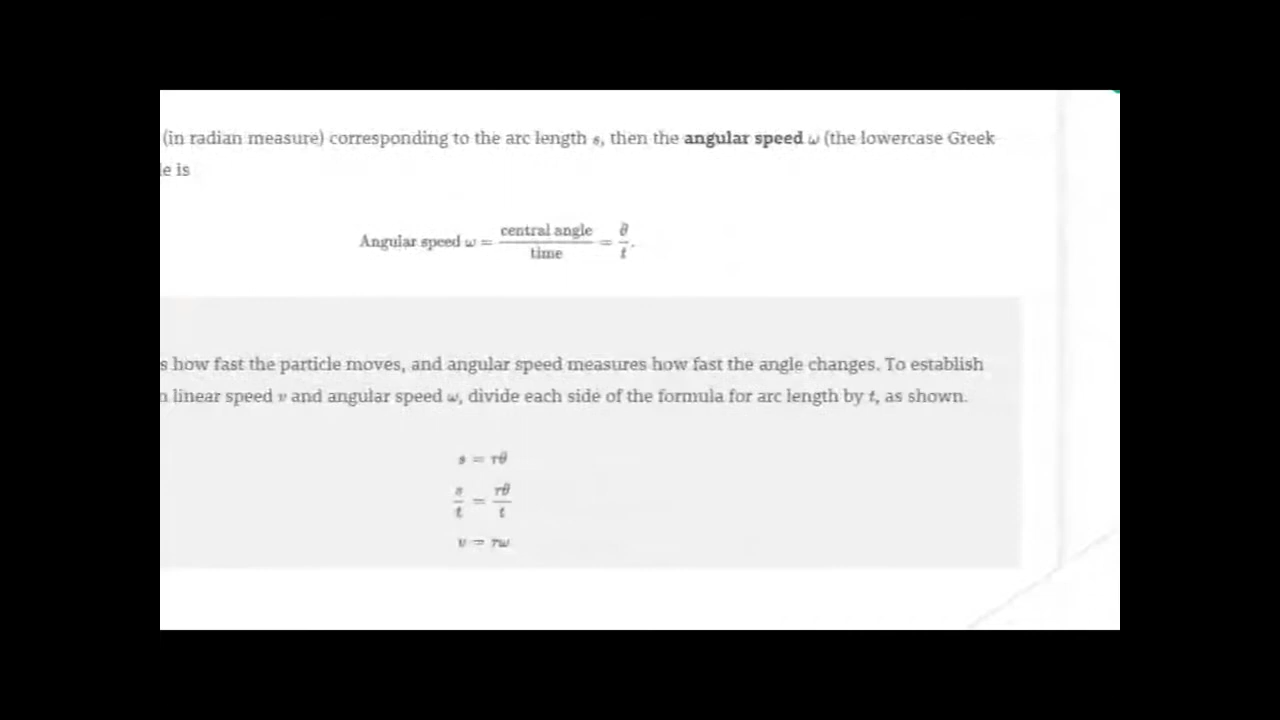 (in radian measure) corresponding to the arc length s, then the angular speed ω (the lowercase Greek
e is
Angular speed ω = central angle / time = θ / t.
s how fast the particle moves, and angular speed measures how fast the angle changes. To establish
n linear speed v and angular speed ω, divide each side of the formula for arc length by t, as shown.
s = rθ
s / t = rθ / t
v = rω